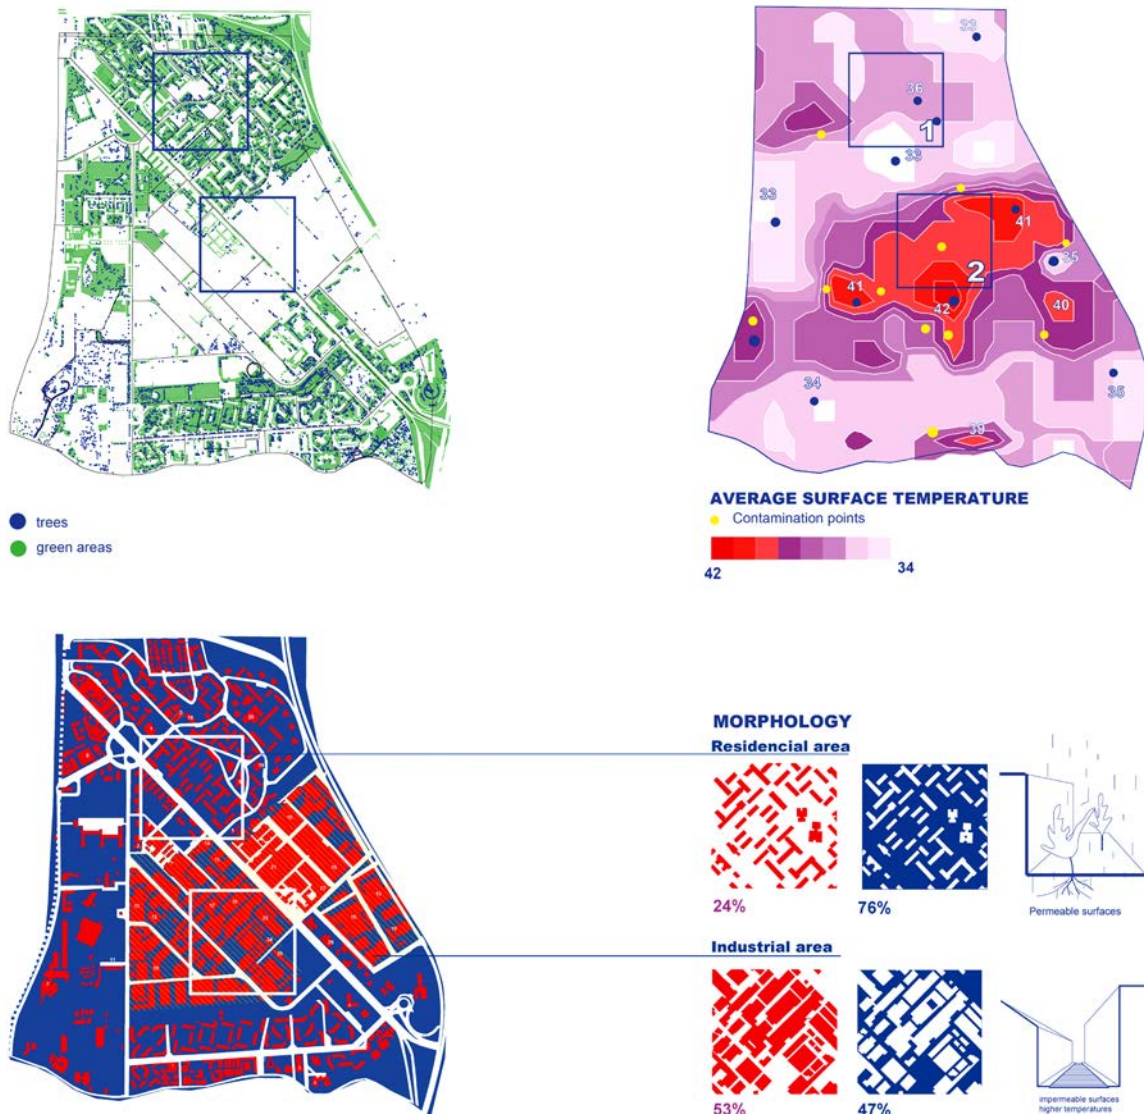 trees
green areas
33
36
1
33
33
41
35
2
41
42
40
34
35
39
AVERAGE SURFACE TEMPERATURE
Contamination points
42
34
MORPHOLOGY
Residencial area
24%
76%
Permeable surfaces
Industrial area
53%
47%
impermeable surfaces
higher temperatures